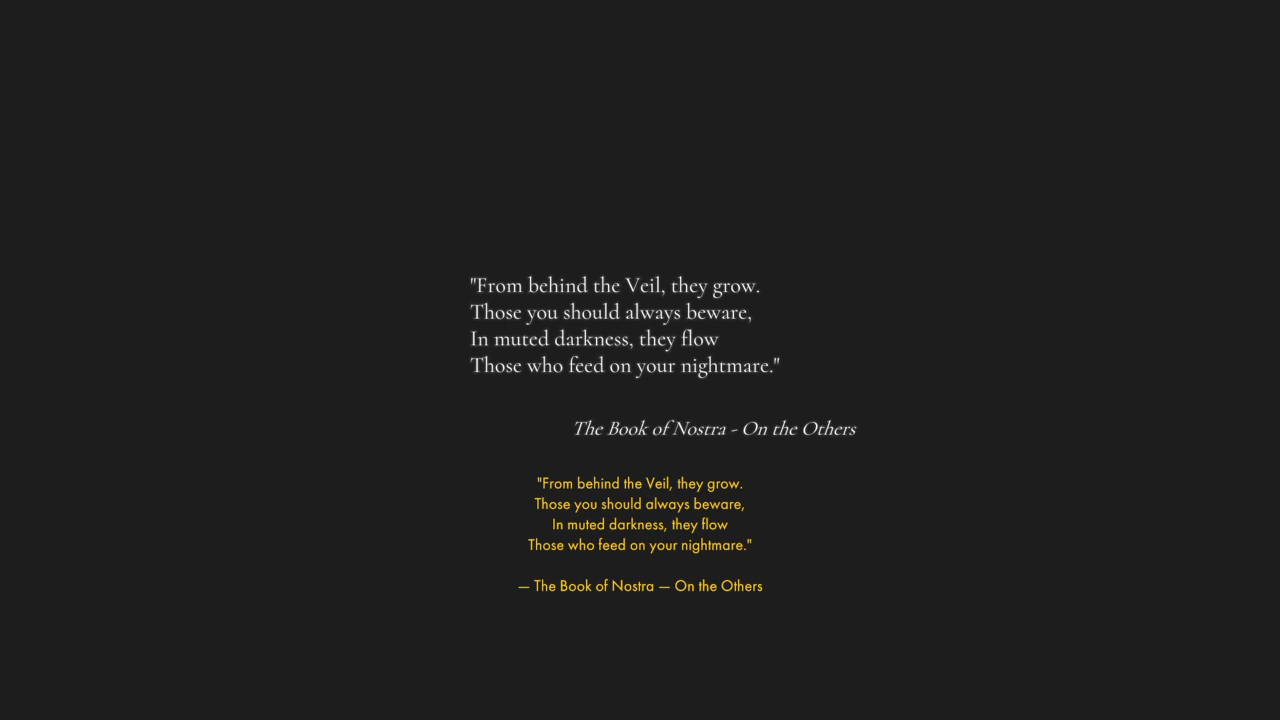 "From behind the Veil, they grow.
Those you should always beware,
In muted darkness, they flow
Those who feed on your nightmare."
The Book of Nostra - On the Others
"From behind the Veil, they grow.
Those you should always beware,
In muted darkness, they flow
Those who feed on your nightmare."
— The Book of Nostra — On the Others